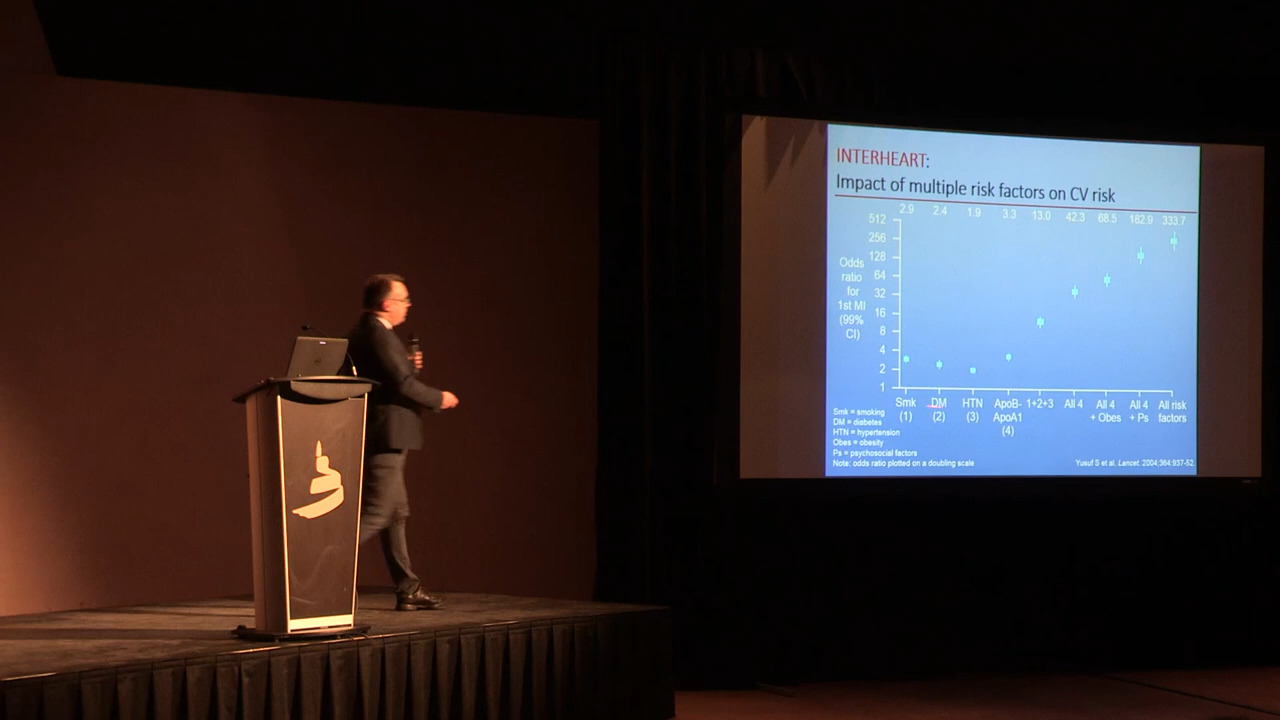 INTERHEART:
Impact of multiple risk factors on CV risk
2.9 2.4 1.9 3.3 13.0 42.3 68.5 182.9 333.7
512
256
128
64
32
16
8
4
2
1
Odds
ratio
for
1st MI
(99%
CI)
Smk
(1)
DM
(2)
HTN
(3)
ApoB-
ApoA1
(4)
1+2+3
All 4
All 4
+ Obes
All 4
+ Ps
All risk
factors
Smk = smoking
DM = diabetes
HTN = hypertension
Obes = obesity
Ps = psychosocial factors
Note: odds ratio plotted on a doubling scale
Yusuf S et al. Lancet. 2004;364:937-52.